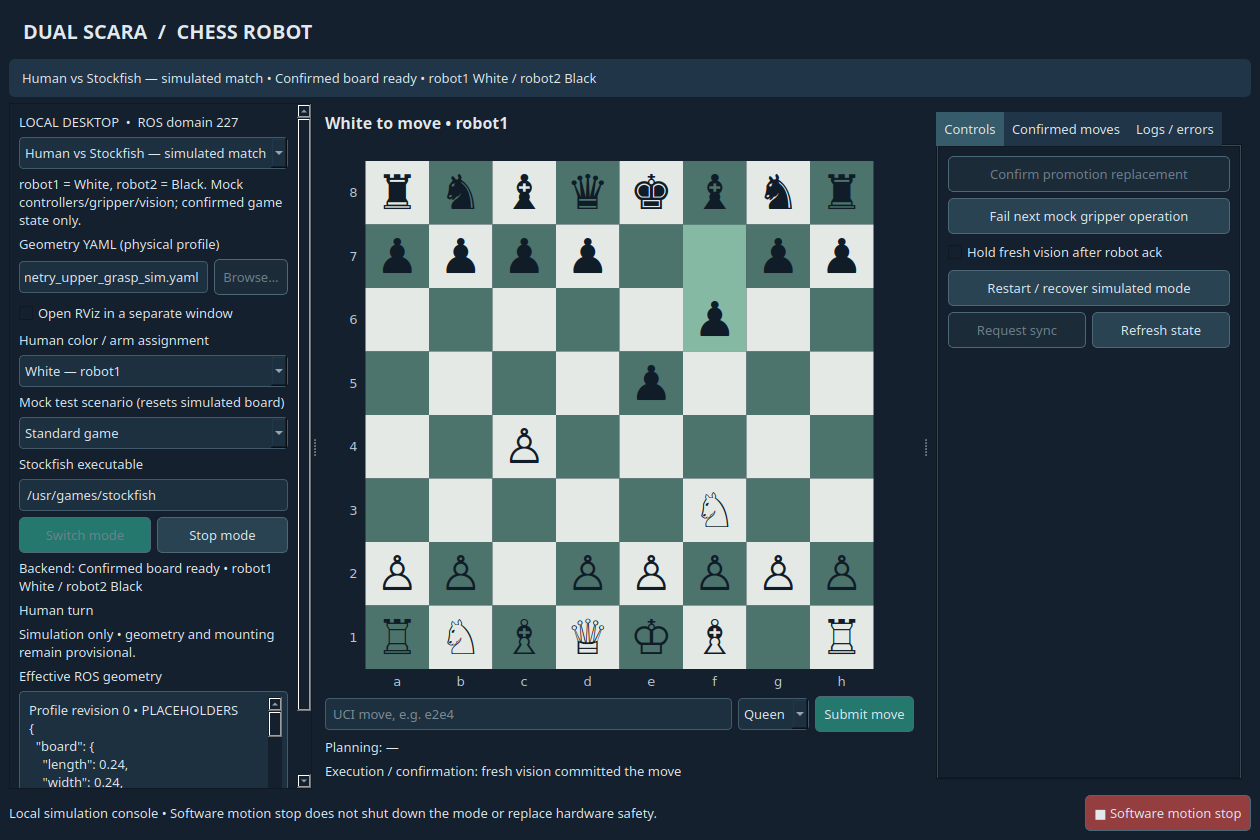 DUAL SCARA / CHESS ROBOT
Human vs Stockfish — simulated match • Confirmed board ready • robot1 White / robot2 Black
LOCAL DESKTOP • ROS domain 227
Human vs Stockfish — simulated match
robot1 = White, robot2 = Black. Mock
controllers/gripper/vision; confirmed game
state only.
Geometry YAML (physical profile)
netry_upper_grasp_sim.yaml
Browse...
Open RViz in a separate window
Human color / arm assignment
White — robot1
Mock test scenario (resets simulated board)
Standard game
Stockfish executable
/usr/games/stockfish
Switch mode
Stop mode
Backend: Confirmed board ready • robot1
White / robot2 Black
Human turn
Simulation only • geometry and mounting
remain provisional.
Effective ROS geometry
Profile revision 0 • PLACEHOLDERS
{
"board": {
"length": 0.24,
"width": 0.24,
White to move • robot1
8
7
6
5
4
3
2
1
a b c d e f g h
UCI move, e.g. e2e4
Queen
Submit move
Planning: —
Execution / confirmation: fresh vision committed the move
Controls
Confirmed moves
Logs / errors
Confirm promotion replacement
Fail next mock gripper operation
Hold fresh vision after robot ack
Restart / recover simulated mode
Request sync
Refresh state
Local simulation console • Software motion stop does not shut down the mode or replace hardware safety.
Software motion stop